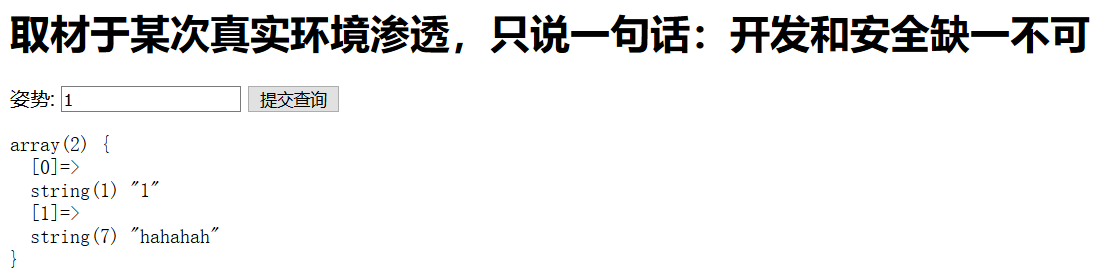 取材于某次真实环境渗透，只说一句话：开发和安全缺一不可
姿势: 1 提交查询
array(2) {
  [0]=>
  string(1) "1"
  [1]=>
  string(7) "hahahah"
}